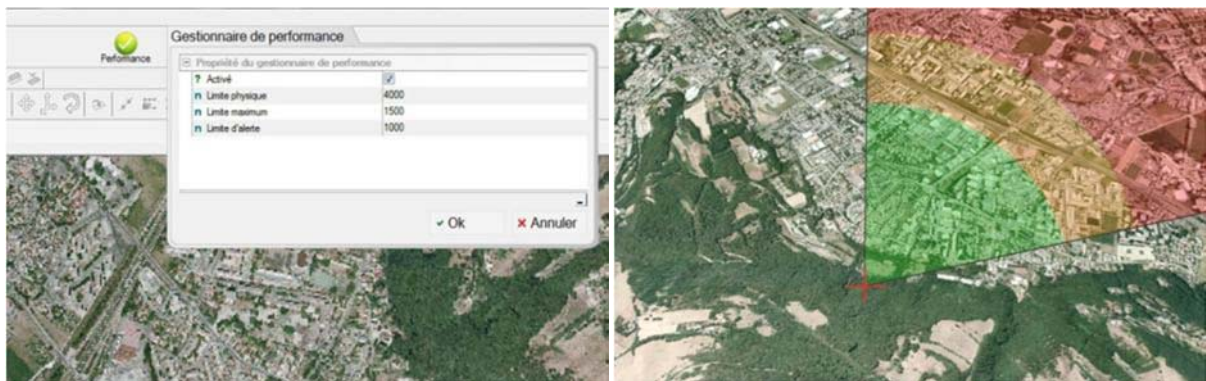 Gestionnaire de performance
Performance
Propriété du gestionnaire de performance
? Activé
n Limite physique 4000
n Limite maximum 1500
n Limite d'alerte 1000
Ok Annuler